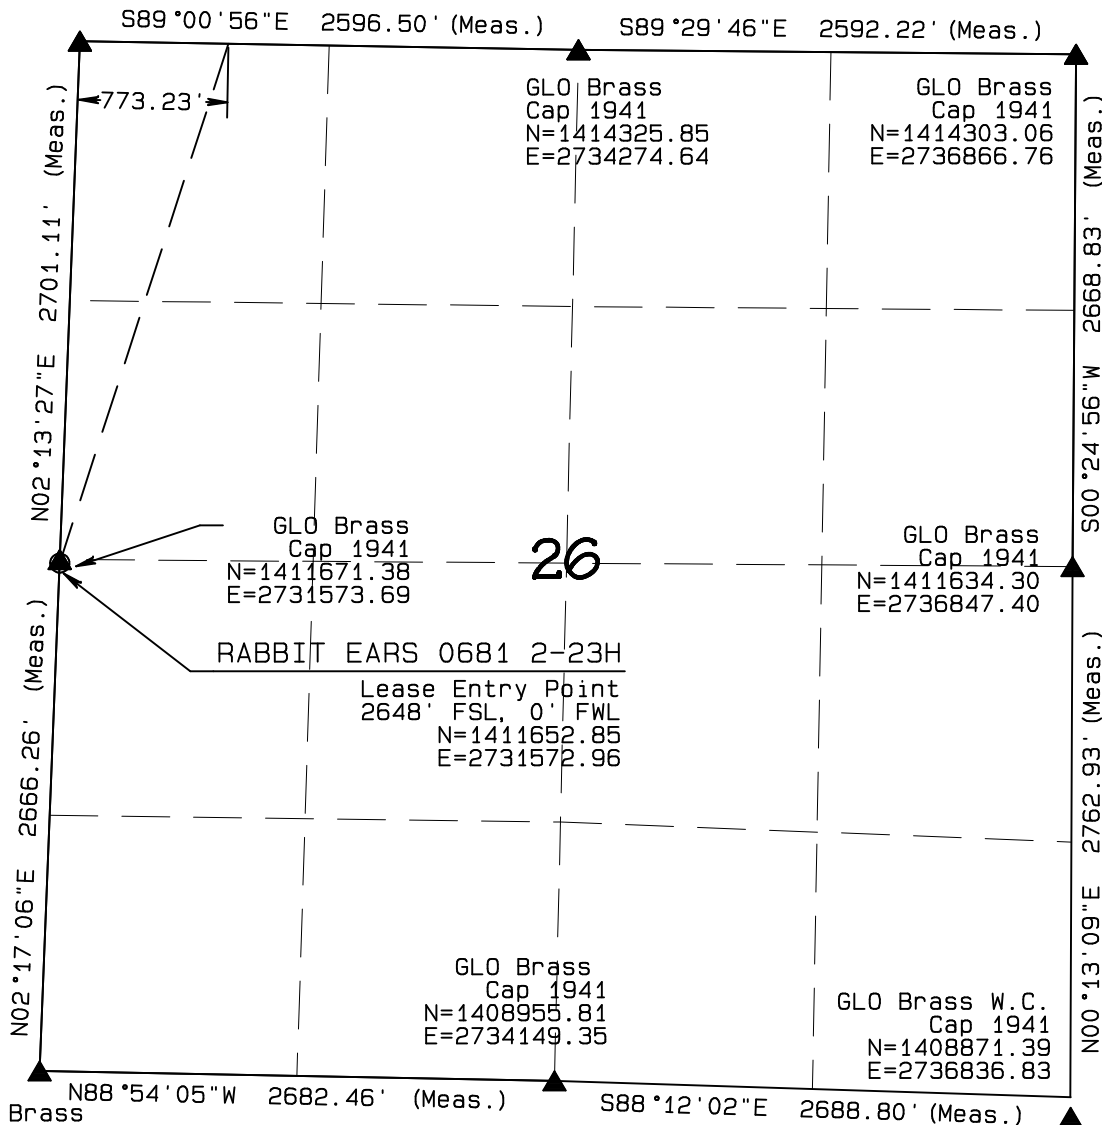 S89°00'56"E 2596.50' (Meas.)
S89°29'46"E 2592.22' (Meas.)
773.23'
GLO Brass
Cap 1941
N=1414325.85
E=2734274.64
GLO Brass
Cap 1941
N=1414303.06
E=2736866.76
N02°13'27"E 2701.11' (Meas.)
S00°24'56"W 2668.83' (Meas.)
GLO Brass
Cap 1941
N=1411671.38
E=2731573.69
26
GLO Brass
Cap 1941
N=1411634.30
E=2736847.40
RABBIT EARS 0681 2-23H
Lease Entry Point
2648' FSL, 0' FWL
N=1411652.85
E=2731572.96
N02°17'06"E 2666.26' (Meas.)
N00°13'09"E 2762.93' (Meas.)
GLO Brass
Cap 1941
N=1408955.81
E=2734149.35
GLO Brass W.C.
Cap 1941
N=1408871.39
E=2736836.83
N88°54'05"W 2682.46' (Meas.)
S88°12'02"E 2688.80' (Meas.)
Brass